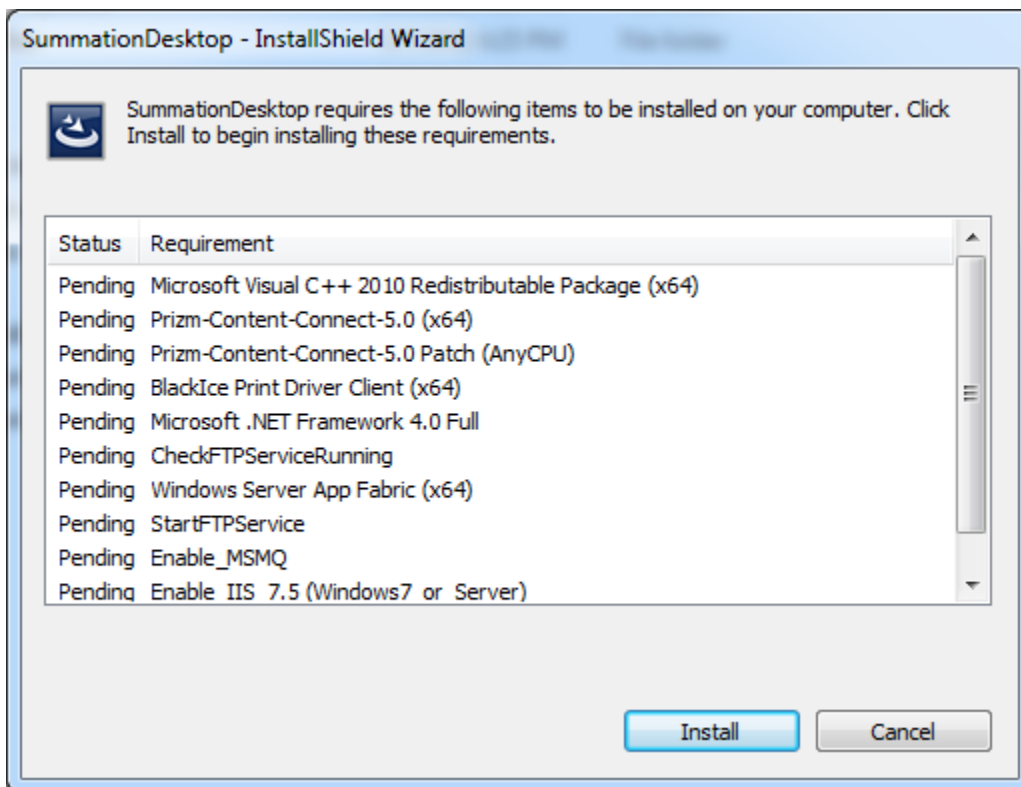 SummationDesktop - InstallShield Wizard
SummationDesktop requires the following items to be installed on your computer. Click
Install to begin installing these requirements.
Status Requirement
Pending Microsoft Visual C++ 2010 Redistributable Package (x64)
Pending Prizm-Content-Connect-5.0 (x64)
Pending Prizm-Content-Connect-5.0 Patch (AnyCPU)
Pending BlackIce Print Driver Client (x64)
Pending Microsoft .NET Framework 4.0 Full
Pending CheckFTPServiceRunning
Pending Windows Server App Fabric (x64)
Pending StartFTPService
Pending Enable_MSMQ
Pending Enable_IIS_7.5 (Windows7_or_Server)
Install Cancel